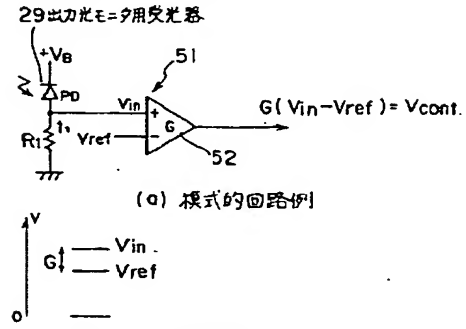 29出力光モニタ用受光器
+VB
51
PD
Vin
+
G(Vin-Vref)=Vcont.
G
R1
t1
Vref
-
52
(a) 模式的回路例
V
Vin
G
Vref
0